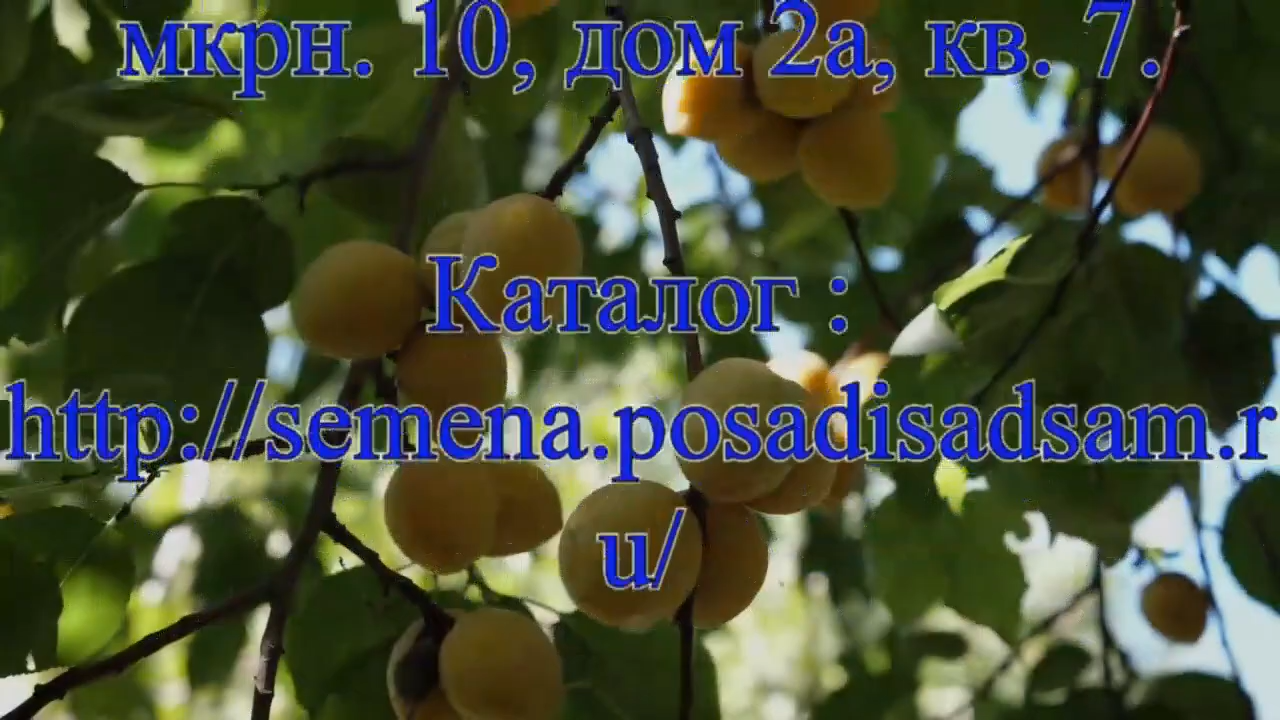 мкрн. 10, дом 2а, кв. 7.
Каталог :
http://semena.posadisadsam.r
u/